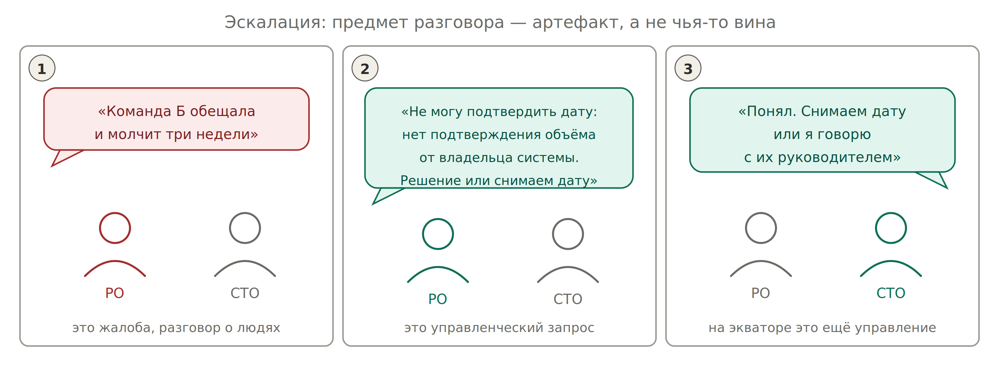 Эскалация: предмет разговора — артефакт, а не чья-то вина
1
«Команда Б обещала
и молчит три недели»
PO
CTO
это жалоба, разговор о людях
2
«Не могу подтвердить дату:
нет подтверждения объёма
от владельца системы.
Решение или снимаем дату»
PO
CTO
это управленческий запрос
3
«Понял. Снимаем дату
или я говорю
с их руководителем»
PO
CTO
на экваторе это ещё управление